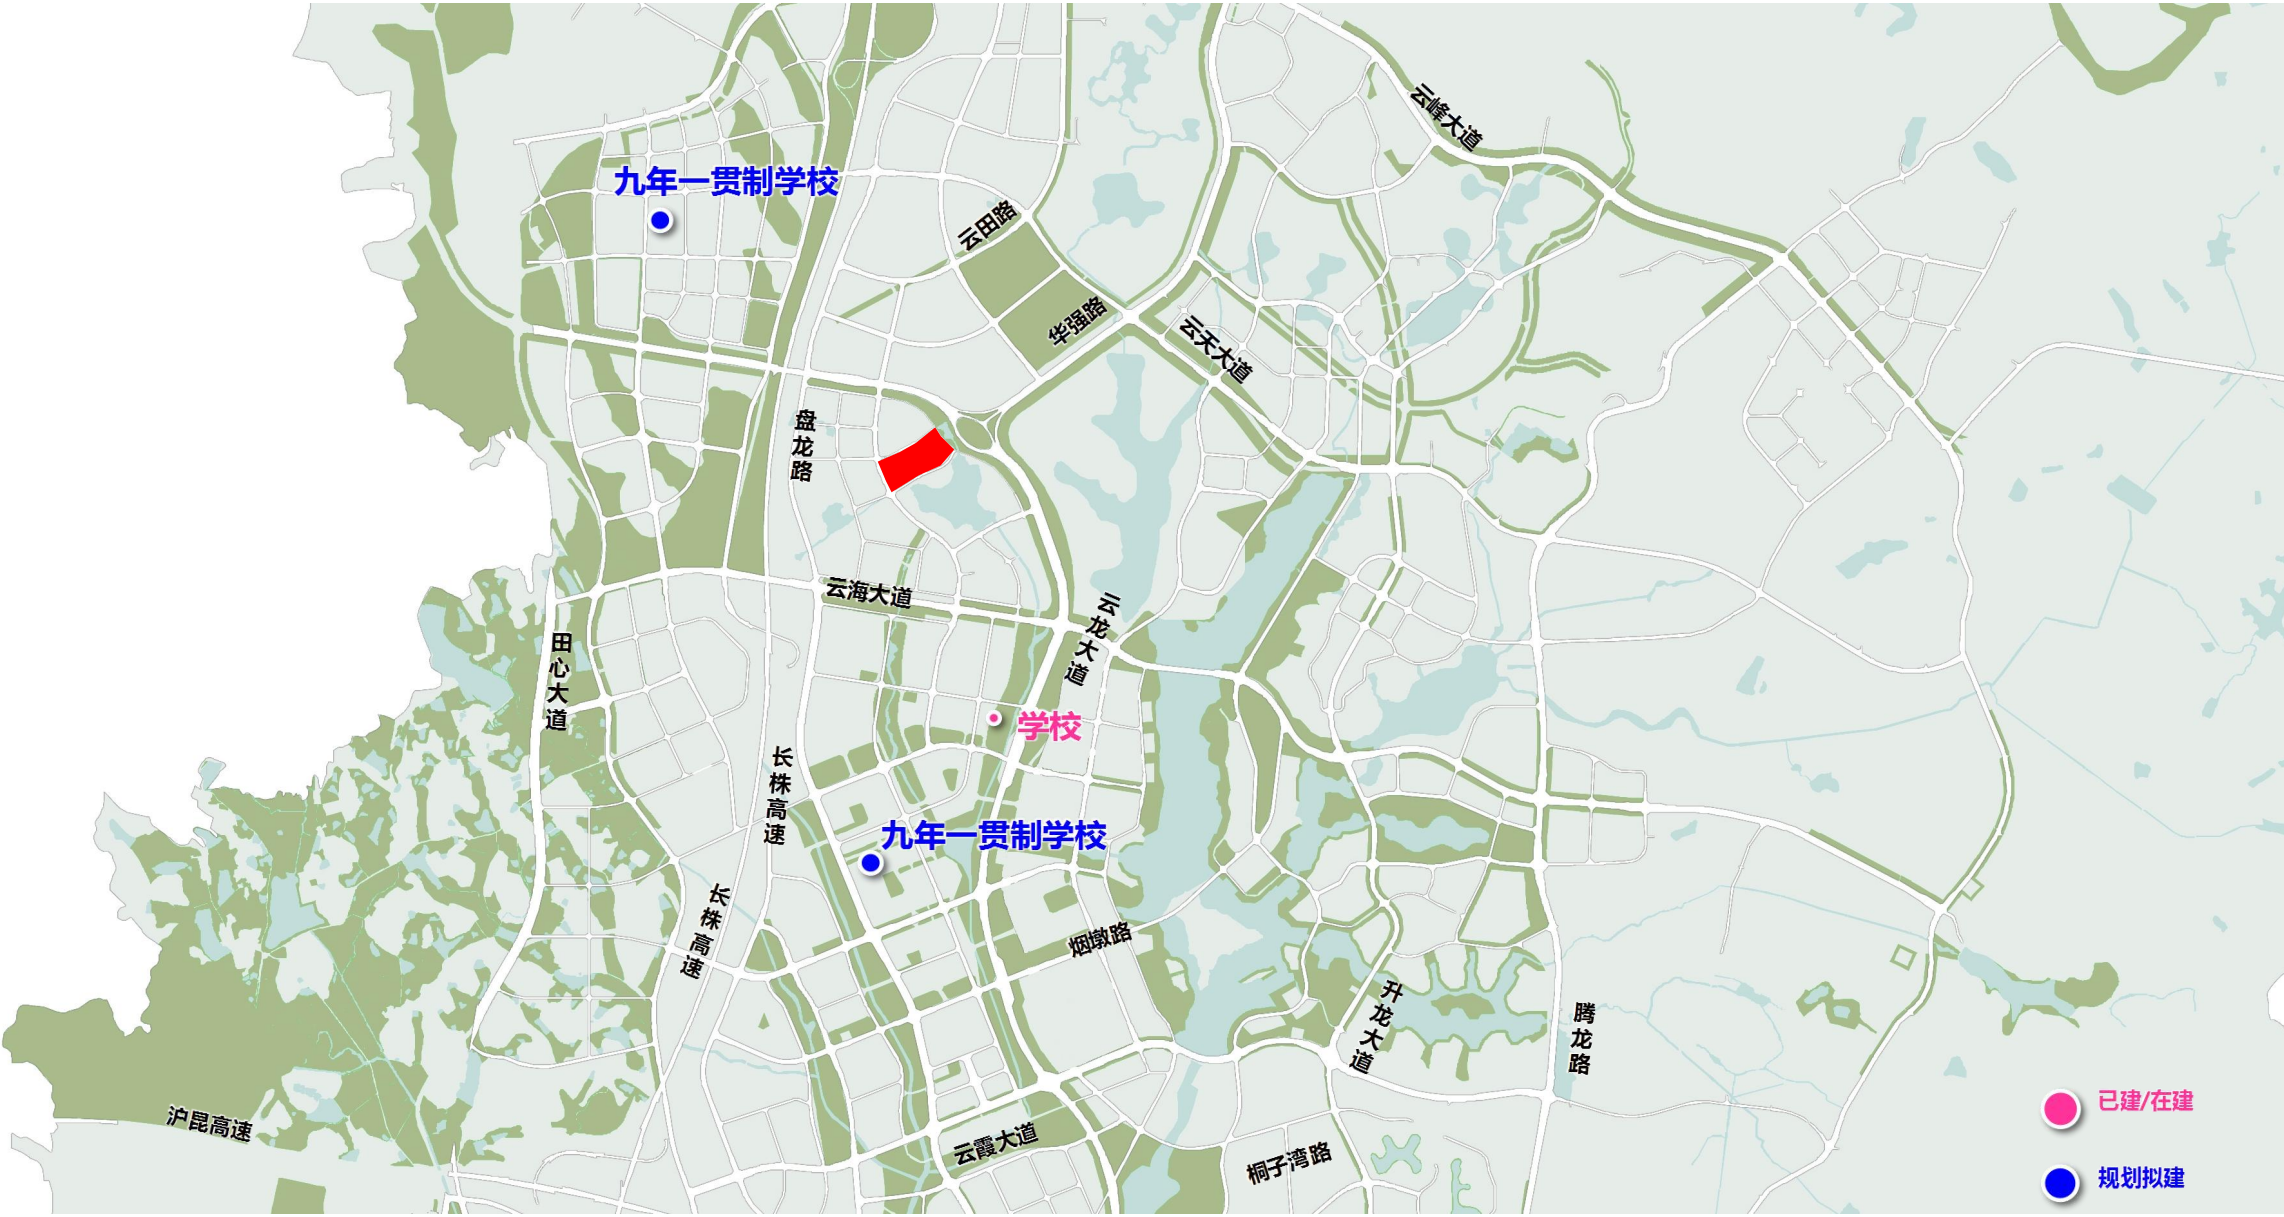 云峰大道
九年一贯制学校
云田路
华强路
云天大道
盘龙路
云海大道
云龙大道
田心大道
学校
长株高速
九年一贯制学校
长株高速
烟墩路
升龙大道
腾龙路
已建/在建
沪昆高速
云霞大道
桐子湾路
规划拟建